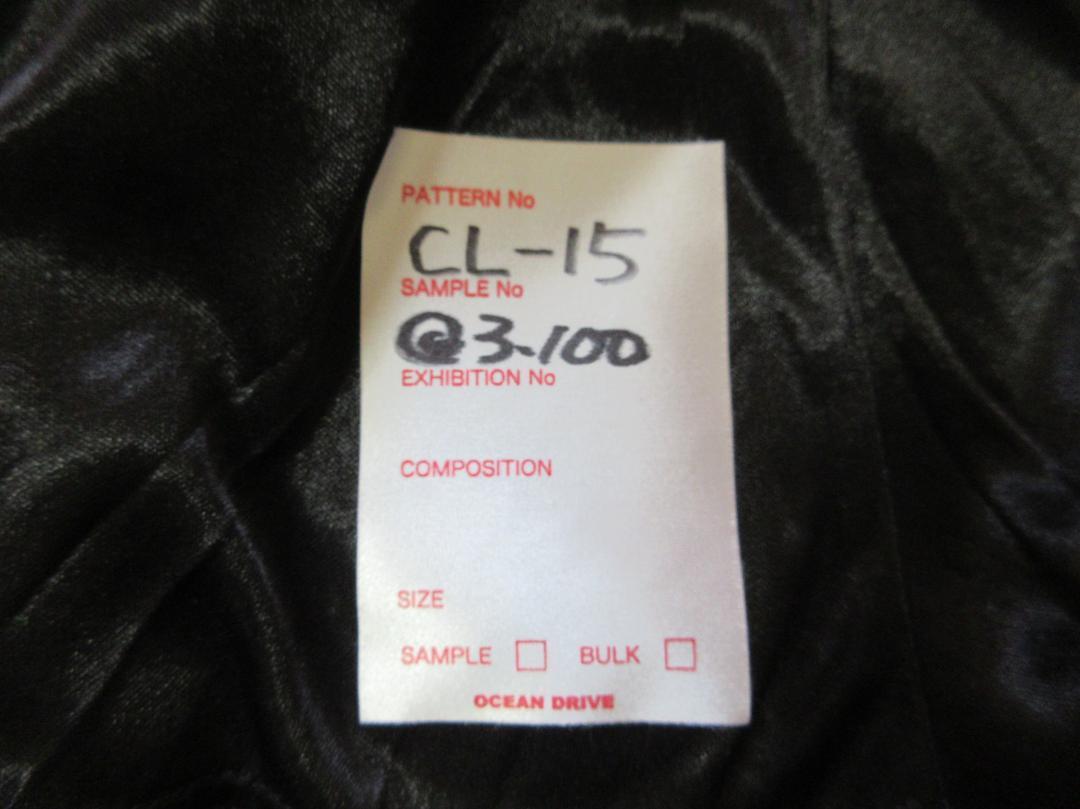 PATTERN No
CL-15
SAMPLE No
@3.100
EXHIBITION No
COMPOSITION
SIZE
SAMPLE □ BULK □
OCEAN DRIVE